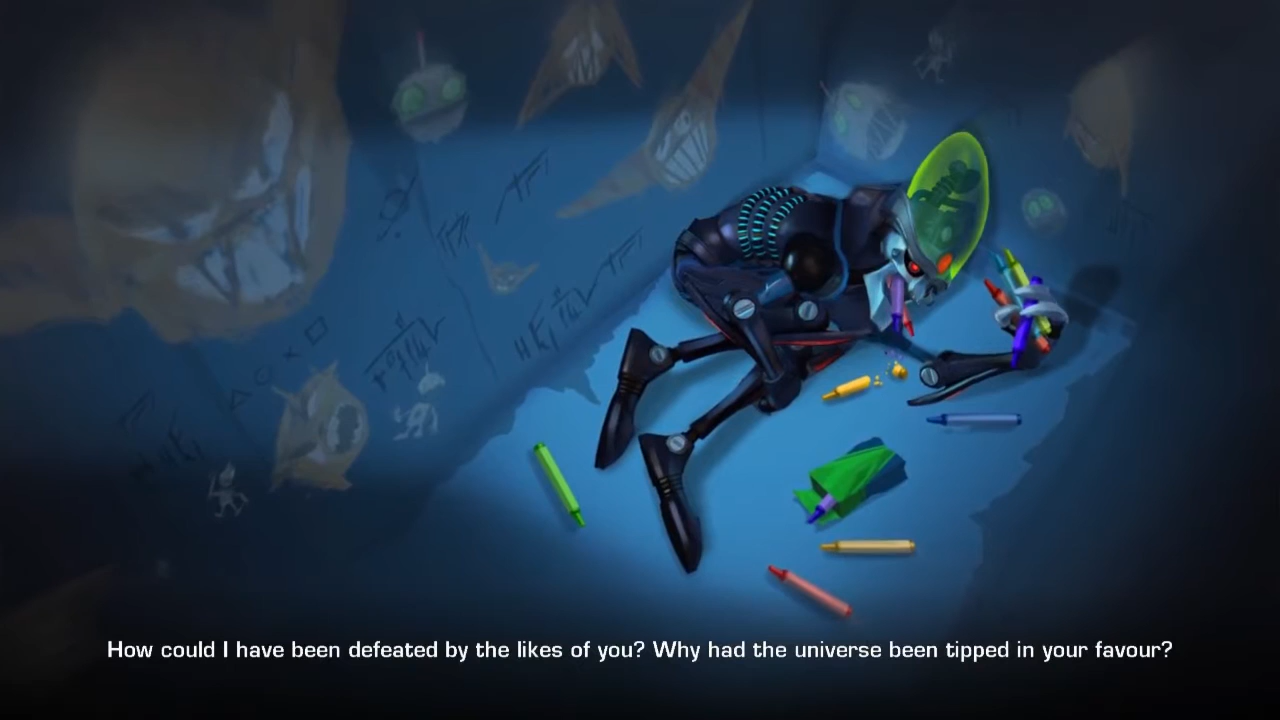 How could I have been defeated by the likes of you? Why had the universe been tipped in your favour?